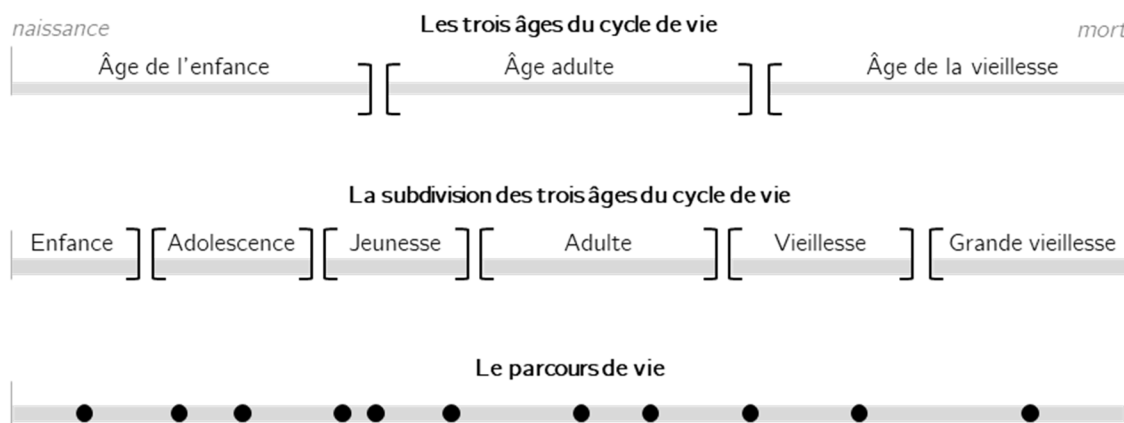 Les trois âges du cycle de vie
naissance
mort
Âge de l'enfance
Âge adulte
Âge de la vieillesse
La subdivision des trois âges du cycle de vie
Enfance
Adolescence
Jeunesse
Adulte
Vieillesse
Grande vieillesse
Le parcours de vie